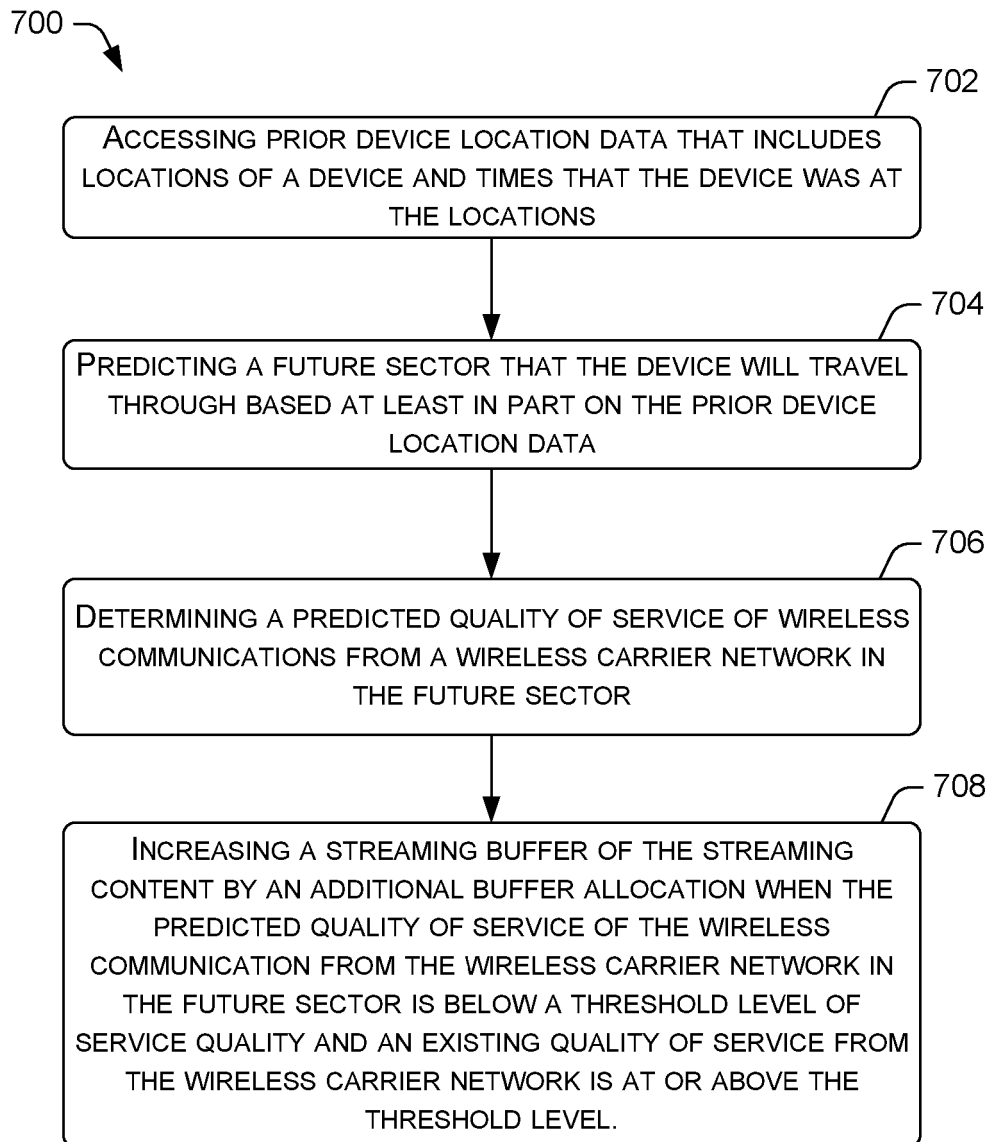 700
702
ACCESSING PRIOR DEVICE LOCATION DATA THAT INCLUDES
LOCATIONS OF A DEVICE AND TIMES THAT THE DEVICE WAS AT
THE LOCATIONS
704
PREDICTING A FUTURE SECTOR THAT THE DEVICE WILL TRAVEL
THROUGH BASED AT LEAST IN PART ON THE PRIOR DEVICE
LOCATION DATA
706
DETERMINING A PREDICTED QUALITY OF SERVICE OF WIRELESS
COMMUNICATIONS FROM A WIRELESS CARRIER NETWORK IN
THE FUTURE SECTOR
708
INCREASING A STREAMING BUFFER OF THE STREAMING
CONTENT BY AN ADDITIONAL BUFFER ALLOCATION WHEN THE
PREDICTED QUALITY OF SERVICE OF THE WIRELESS
COMMUNICATION FROM THE WIRELESS CARRIER NETWORK IN
THE FUTURE SECTOR IS BELOW A THRESHOLD LEVEL OF
SERVICE QUALITY AND AN EXISTING QUALITY OF SERVICE FROM
THE WIRELESS CARRIER NETWORK IS AT OR ABOVE THE
THRESHOLD LEVEL.